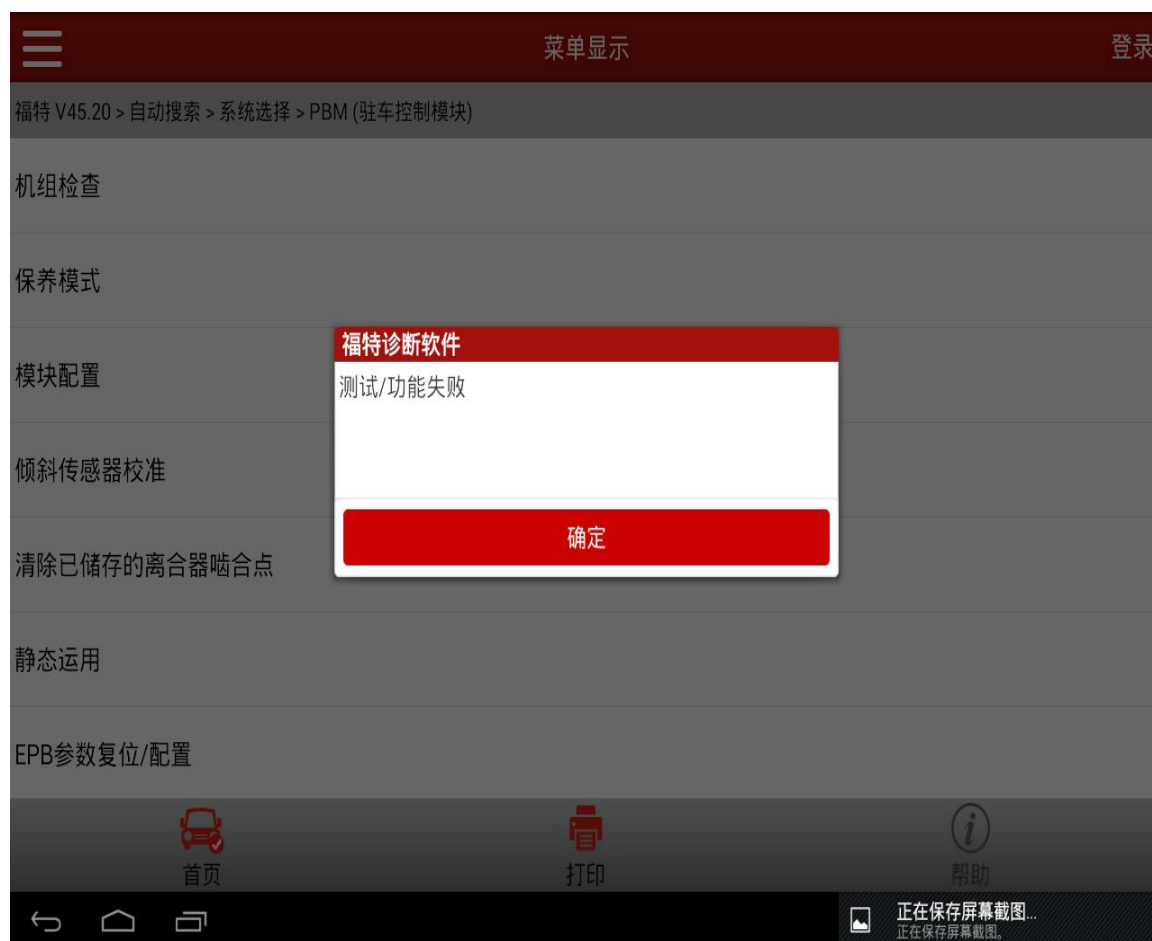 菜单显示
登录
福特 V45.20 > 自动搜索 > 系统选择 > PBM (驻车控制模块)
机组检查
保养模式
模块配置
福特诊断软件
测试/功能失败
确定
倾斜传感器校准
清除已储存的离合器啮合点
静态运用
EPB参数复位/配置
首页
打印
帮助
正在保存屏幕截图...
正在保存屏幕截图。